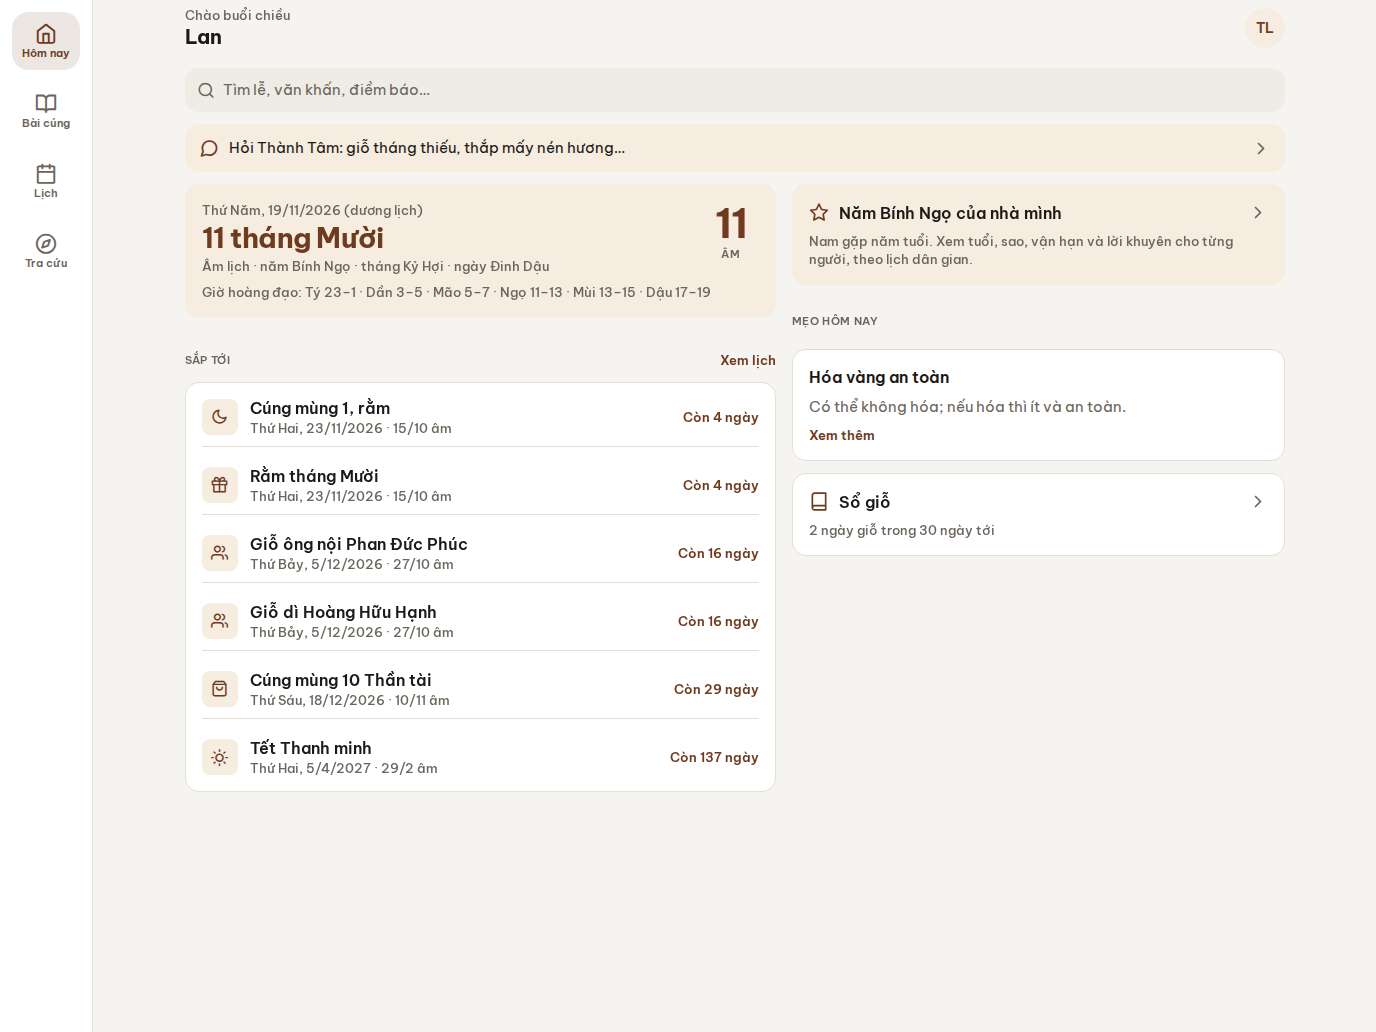 Hôm nay
Bài cúng
Lịch
Tra cứu
Chào buổi chiều
Lan
TL
Tìm lễ, văn khấn, điềm báo...
Hỏi Thành Tâm: giỗ tháng thiếu, thắp mấy nén hương...
Thứ Năm, 19/11/2026 (dương lịch)
11 tháng Mười
Âm lịch · năm Bính Ngọ · tháng Kỷ Hợi · ngày Đinh Dậu
Giờ hoàng đạo: Tý 23–1 · Dần 3–5 · Mão 5–7 · Ngọ 11–13 · Mùi 13–15 · Dậu 17–19
11
ÂM
SẮP TỚI
Xem lịch
Cúng mùng 1, rằm
Thứ Hai, 23/11/2026 · 15/10 âm
Còn 4 ngày
Rằm tháng Mười
Thứ Hai, 23/11/2026 · 15/10 âm
Còn 4 ngày
Giỗ ông nội Phan Đức Phúc
Thứ Bảy, 5/12/2026 · 27/10 âm
Còn 16 ngày
Giỗ dì Hoàng Hữu Hạnh
Thứ Bảy, 5/12/2026 · 27/10 âm
Còn 16 ngày
Cúng mùng 10 Thần tài
Thứ Sáu, 18/12/2026 · 10/11 âm
Còn 29 ngày
Tết Thanh minh
Thứ Hai, 5/4/2027 · 29/2 âm
Còn 137 ngày
Năm Bính Ngọ của nhà mình
Nam gặp năm tuổi. Xem tuổi, sao, vận hạn và lời khuyên cho từng
người, theo lịch dân gian.
MẸO HÔM NAY
Hóa vàng an toàn
Có thể không hóa; nếu hóa thì ít và an toàn.
Xem thêm
Sổ giỗ
2 ngày giỗ trong 30 ngày tới